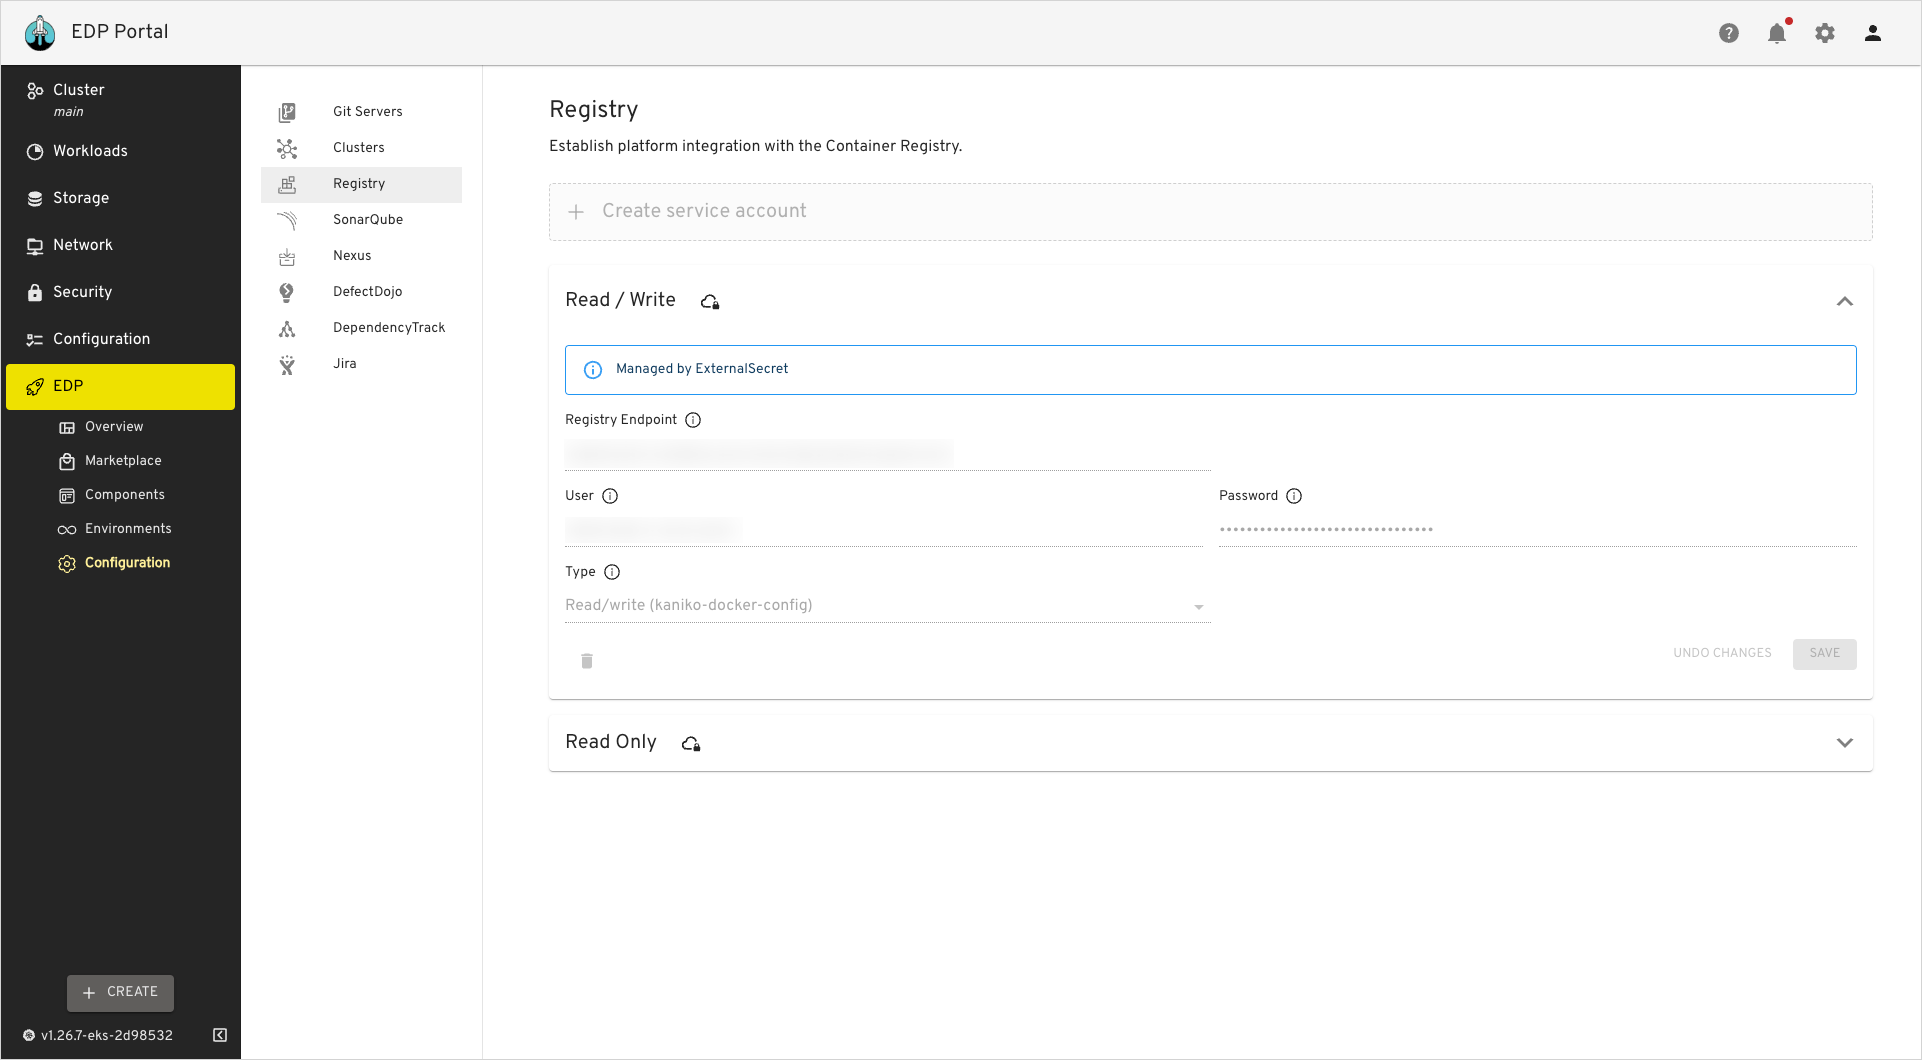 EDP Portal
Cluster
main
Workloads
Storage
Network
Security
Configuration
EDP
Overview
Marketplace
Components
Environments
Configuration
CREATE
v1.26.7-eks-2d98532
Git Servers
Clusters
Registry
SonarQube
Nexus
DefectDojo
DependencyTrack
Jira
Registry
Establish platform integration with the Container Registry.
Create service account
Read / Write
Managed by ExternalSecret
Registry Endpoint
User
Password
Type
Read/write (kaniko-docker-config)
UNDO CHANGES
SAVE
Read Only